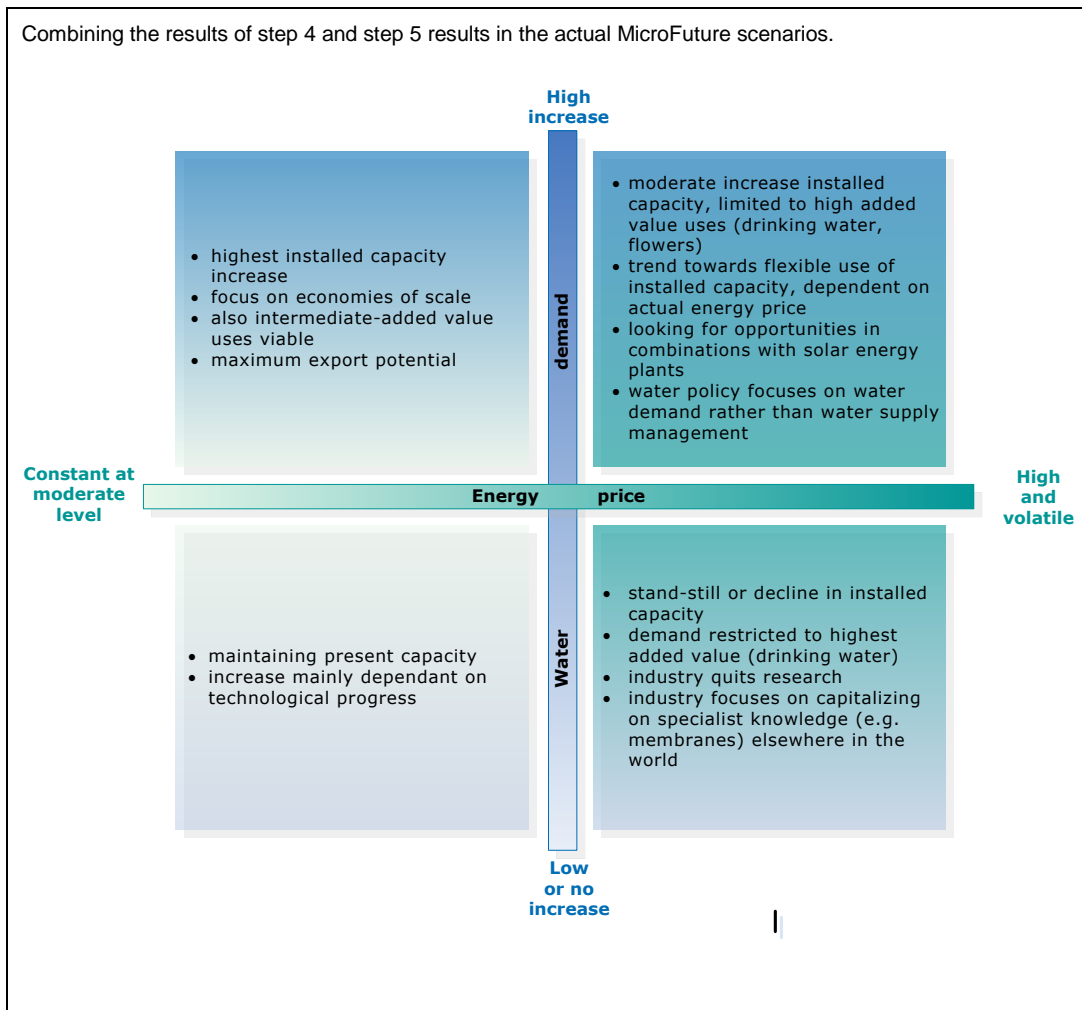 Combining the results of step 4 and step 5 results in the actual MicroFuture scenarios.
High
increase
• highest installed capacity
increase
• focus on economies of scale
• also intermediate-added value
uses viable
• maximum export potential
demand
• moderate increase installed
capacity, limited to high added
value uses (drinking water,
flowers)
• trend towards flexible use of
installed capacity, dependent on
actual energy price
• looking for opportunities in
combinations with solar energy
plants
• water policy focuses on water
demand rather than water supply
management
Constant at
moderate
level
Energy price
High
and
volatile
• maintaining present capacity
• increase mainly dependant on
technological progress
Water
• stand-still or decline in installed
capacity
• demand restricted to highest
added value (drinking water)
• industry quits research
• industry focuses on capitalizing
on specialist knowledge (e.g.
membranes) elsewhere in the
world
Low
or no
increase